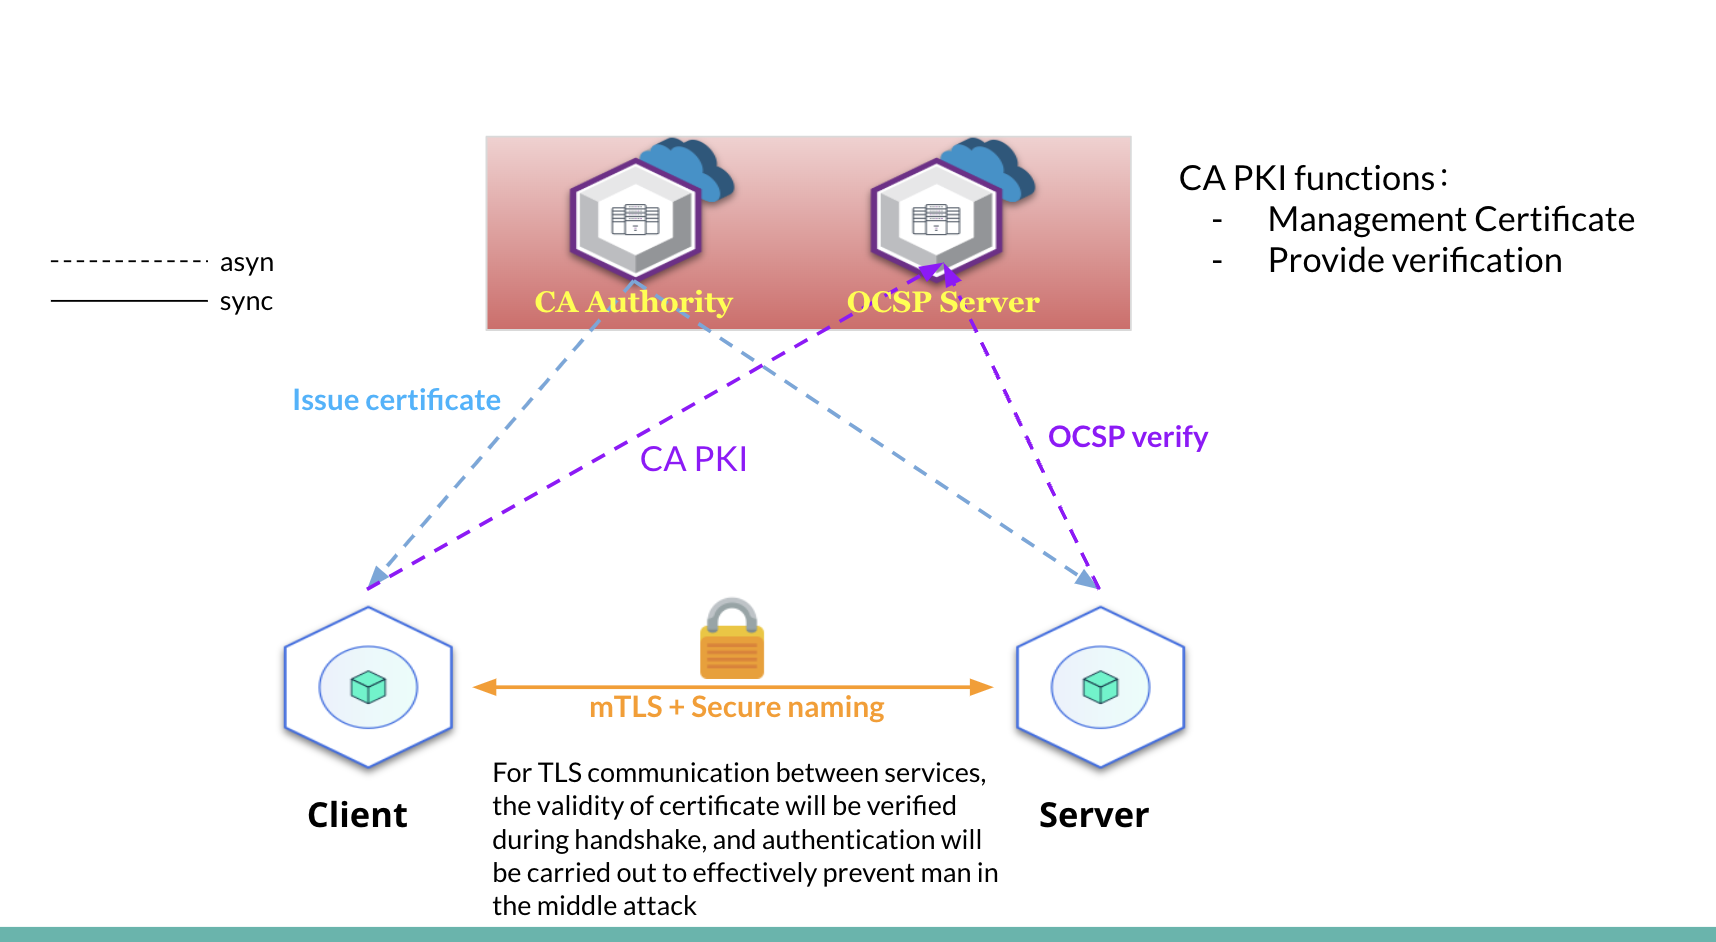 CA PKI functions：
- Management Certificate
- Provide verification
asyn
sync
CA Authority
OCSP Server
Issue certificate
OCSP verify
CA PKI
mTLS + Secure naming
For TLS communication between services,
the validity of certificate will be verified
during handshake, and authentication will
be carried out to effectively prevent man in
the middle attack
Client
Server